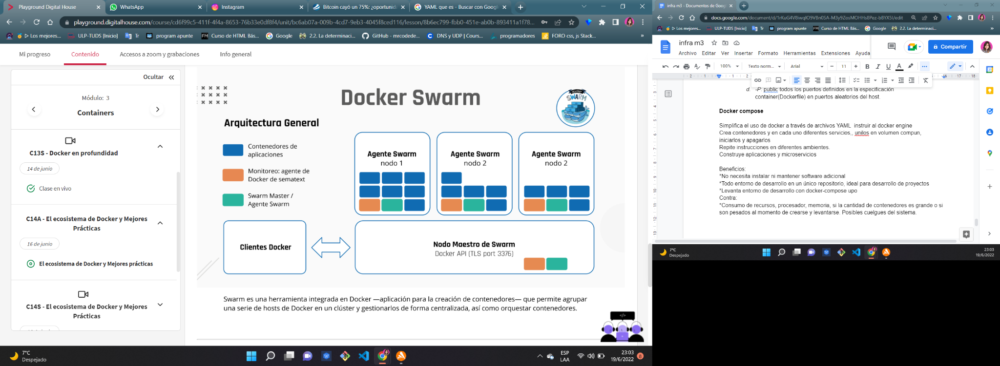 Playground Digital House
WhatsApp
Instagram
Bitcoin cayó un 75%: ¿oportunid
YAML que es - Buscar con Googl
playground.digitalhouse.com/course/cd6f99c5-411f-4f4a-8653-76b33e0df8f4/unit/bc6ab07a-009b-4cd7-9eb3-4045f8ced116/lesson/8b6ec799-fbb0-451e-ab0b-893411a1f78...
▷ Los mejores...
ULP-TUDS [Inicio]
Tr
program apunte
Curso de HTML Bás...
Google
2.2. La determinaci...
GitHub - mrcodede...
DNS y UDP | Cours...
programadores
FORO css, js Stack...
»
Mi progreso
Contenido
Accesos a zoom y grabaciones
Info general
Ocultar
Módulo: 3
Containers
C13S - Docker en profundidad
14 de junio
Clase en vivo
C14A - El ecosistema de Docker y Mejores
Prácticas
16 de junio
El ecosistema de Docker y Mejores prácticas
C14S - El ecosistema de Docker y Mejores
Prácticas
Docker Swarm
docker
SWARM
Arquitectura General
Contenedores de
aplicaciones
Monitoreo: agente de
Docker de sematext
Swarm Master /
Agente Swarm
Agente Swarm
nodo 1
Agente Swarm
nodo 2
Agente Swarm
nodo 2
Clientes Docker
Nodo Maestro de Swarm
Docker API (TLS port 3376)
Swarm es una herramienta integrada en Docker —aplicación para la creación de contenedores— que permite agrupar
una serie de hosts de Docker en un clúster y gestionarlos de forma centralizada, así como orquestar contenedores.
</>
7°C
Despejado
ESP
LAA
23:03
19/6/2022
8
infra m3 - Documentos de Goog
docs.google.com/document/d/1rKuG4V8iwqIO9VBn0SA-M3y9ZosMOHHs8Pez-bBYX5I/edit
▷ Los mejores...
ULP-TUDS [Inicio]
Tr
program apunte
Curso de HTML Bás...
Google
2.2. La determinaci...
»
infra m3
Archivo Editar Ver Insertar Formato Herramientas Extensiones Ayuda
Compartir
100%
Texto norm...
Arial
11
B I U A
d. -P: public todos los puertos definidos en la especificación
container(Dockerfile) en puertos aleatorios del host.
Docker compose
Simplifica el uso de docker a través de archivos YAML instruir al docker engine
Crea contenedores y en cada uno diferentes servicios,, unilos en volumen compun,
iniciarlos y apagarlos
Repite instrucciones en diferentes ambientes.
Construye aplicaciones y microservicios
Beneficios:
*No necesita instalar ni mantener software adicional
*Todo entorno de desarrollo en un único repositorio, ideal para desarrollo de proyectos
*Levanta entorno de desarrollo con docker-compose upo
Contra:
*Consumo de recursos, procesador, memoria, si la cantidad de contenedores es grande o si
son pesados al momento de crearse y levantarse. Posibles cuelgues del sistema.
7°C
Despejado
23:03
19/6/2022